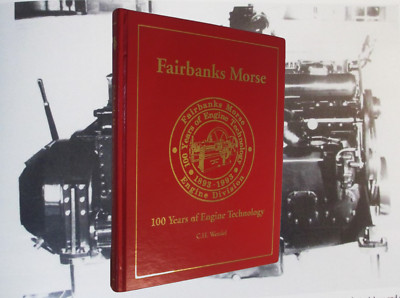 Fairbanks Morse
Fairbanks Morse
100 Years of Engine Technology
1893-1993
Engine Division
100 Years of Engine Technology
C.H. Wendel